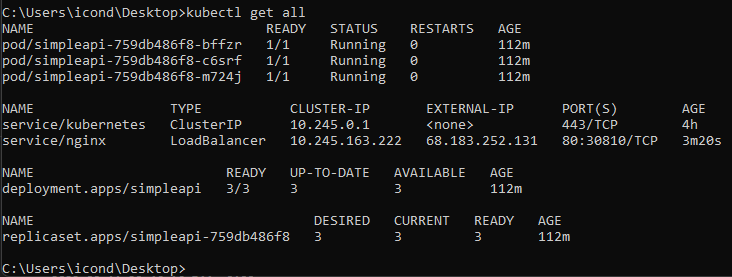 C:\Users\icond\Desktop>kubectl get all
NAME READY STATUS RESTARTS AGE
pod/simpleapi-759db486f8-bffzr 1/1 Running 0 112m
pod/simpleapi-759db486f8-c6srf 1/1 Running 0 112m
pod/simpleapi-759db486f8-m724j 1/1 Running 0 112m
NAME TYPE CLUSTER-IP EXTERNAL-IP PORT(S) AGE
service/kubernetes ClusterIP 10.245.0.1 <none> 443/TCP 4h
service/nginx LoadBalancer 10.245.163.222 68.183.252.131 80:30810/TCP 3m20s
NAME READY UP-TO-DATE AVAILABLE AGE
deployment.apps/simpleapi 3/3 3 3 112m
NAME DESIRED CURRENT READY AGE
replicaset.apps/simpleapi-759db486f8 3 3 3 112m
C:\Users\icond\Desktop>